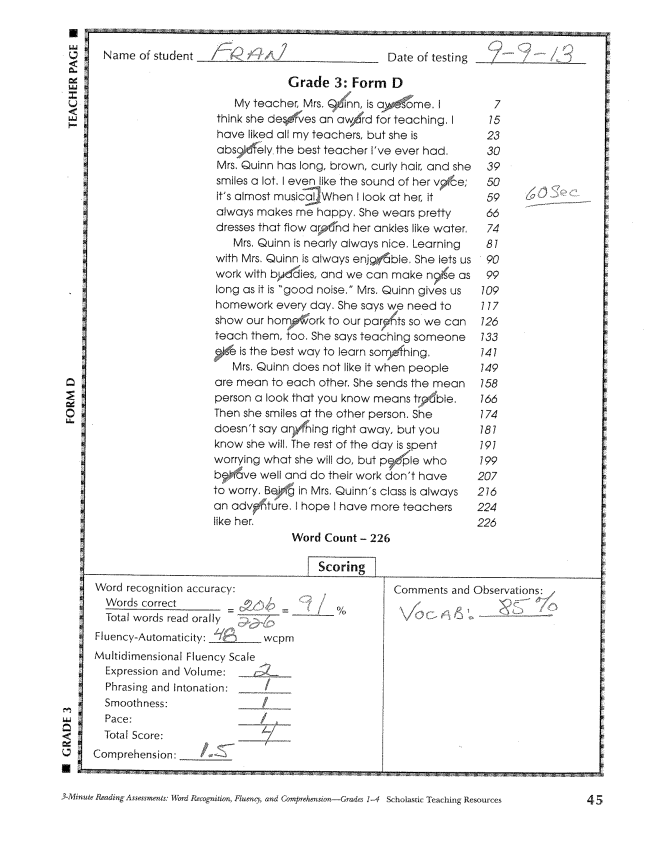 TEACHER PAGE
FORM D
GRADE 3
Name of student FRAN Date of testing 9-9-13
Grade 3: Form D
My teacher, Mrs. Quinn, is awesome. I 7
think she deserves an award for teaching. I 15
have liked all my teachers, but she is 23
absolutely the best teacher I've ever had. 30
Mrs. Quinn has long, brown, curly hair, and she 39
smiles a lot. I even like the sound of her voice; 50
it's almost musical. When I look at her, it 59
60 Sec
always makes me happy. She wears pretty 66
dresses that flow around her ankles like water. 74
Mrs. Quinn is nearly always nice. Learning 81
with Mrs. Quinn is always enjoyable. She lets us 90
work with buddies, and we can make noise as 99
long as it is "good noise." Mrs. Quinn gives us 109
homework every day. She says we need to 117
show our homework to our parents so we can 126
teach them, too. She says teaching someone 133
else is the best way to learn something. 141
Mrs. Quinn does not like it when people 149
are mean to each other. She sends the mean 158
person a look that you know means trouble. 166
Then she smiles at the other person. She 174
doesn't say anything right away, but you 181
know she will. The rest of the day is spent 191
worrying what she will do, but people who 199
behave well and do their work don't have 207
to worry. Being in Mrs. Quinn's class is always 216
an adventure. I hope I have more teachers 224
like her. 226
Word Count – 226
Scoring
Word recognition accuracy:
Words correct
Total words read orally = 206 / 226 = 91 %
Fluency-Automaticity: 48 wcpm
Multidimensional Fluency Scale
Expression and Volume: 2
Phrasing and Intonation: 1
Smoothness: 1
Pace: 1
Total Score: 4
Comprehension: 1.5
Comments and Observations:
VOCAB: 85%
3-Minute Reading Assessments: Word Recognition, Fluency, and Comprehension—Grades 1–4 Scholastic Teaching Resources
45